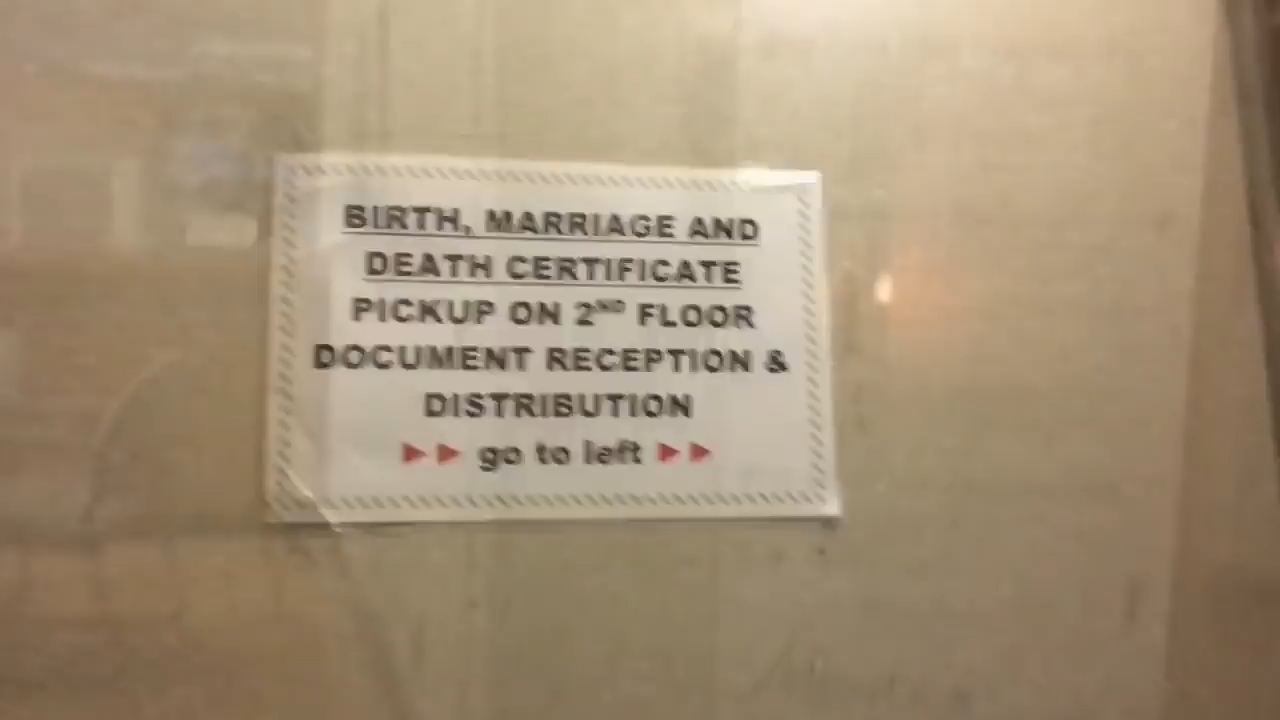 BIRTH, MARRIAGE AND
DEATH CERTIFICATE
PICKUP ON 2ND FLOOR
DOCUMENT RECEPTION &
DISTRIBUTION
▶▶ go to left ▶▶